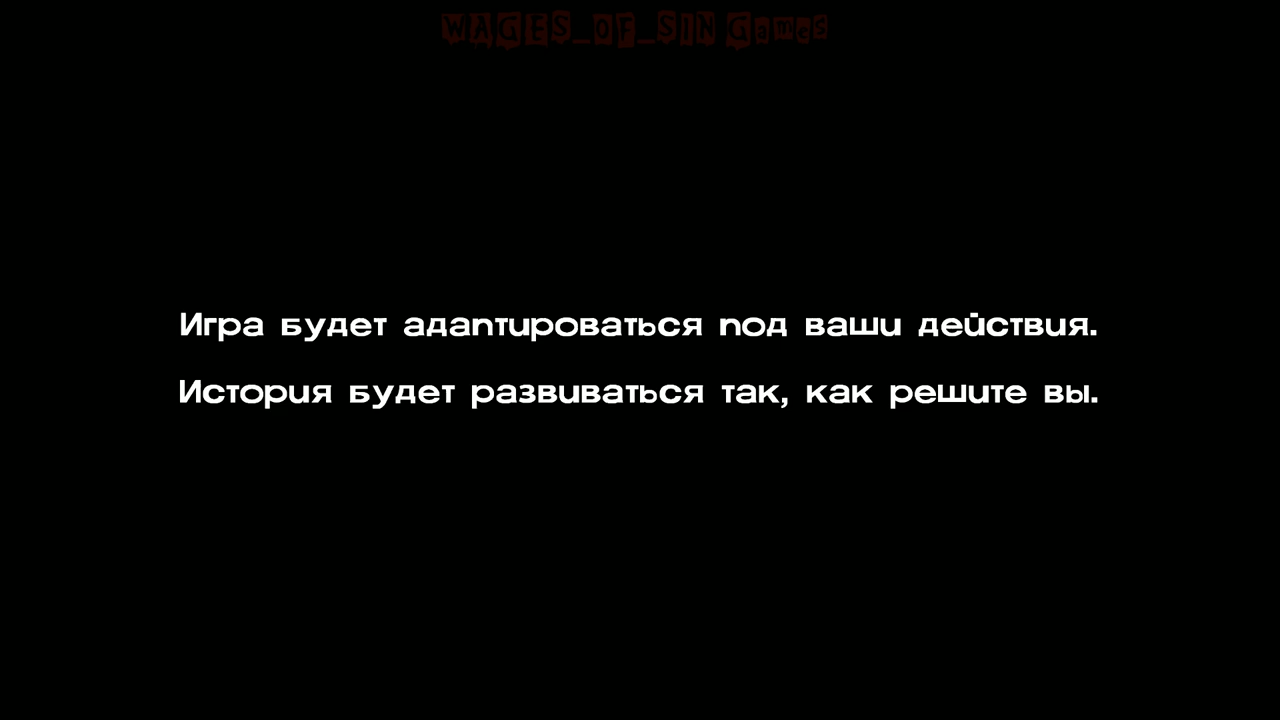 WAGES_OF_SIN Games
Игра будет адаптироваться под ваши действия.
История будет развиваться так, как решите вы.